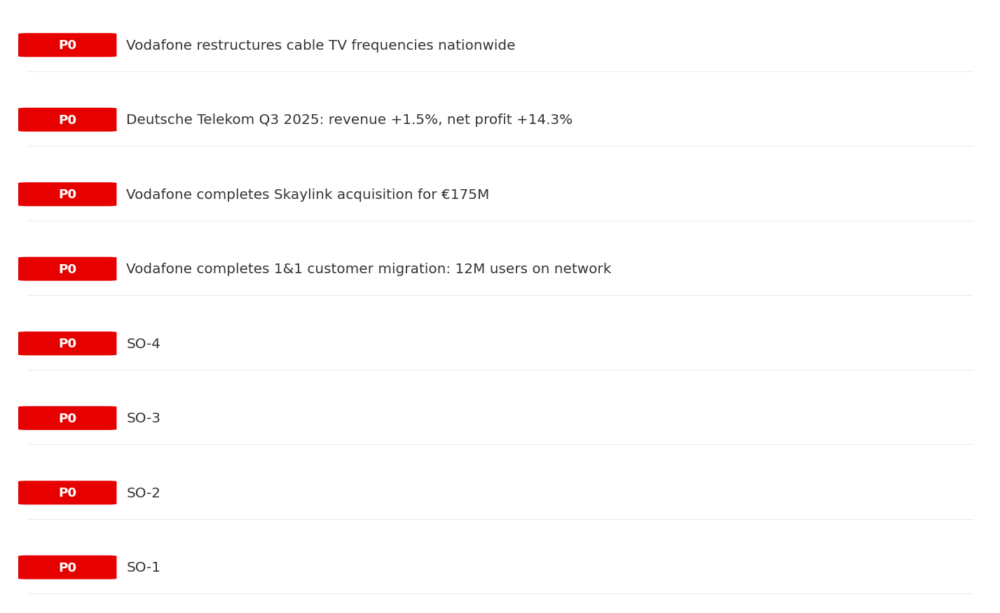 P0 Vodafone restructures cable TV frequencies nationwide
P0 Deutsche Telekom Q3 2025: revenue +1.5%, net profit +14.3%
P0 Vodafone completes Skaylink acquisition for €175M
P0 Vodafone completes 1&1 customer migration: 12M users on network
P0 SO-4
P0 SO-3
P0 SO-2
P0 SO-1